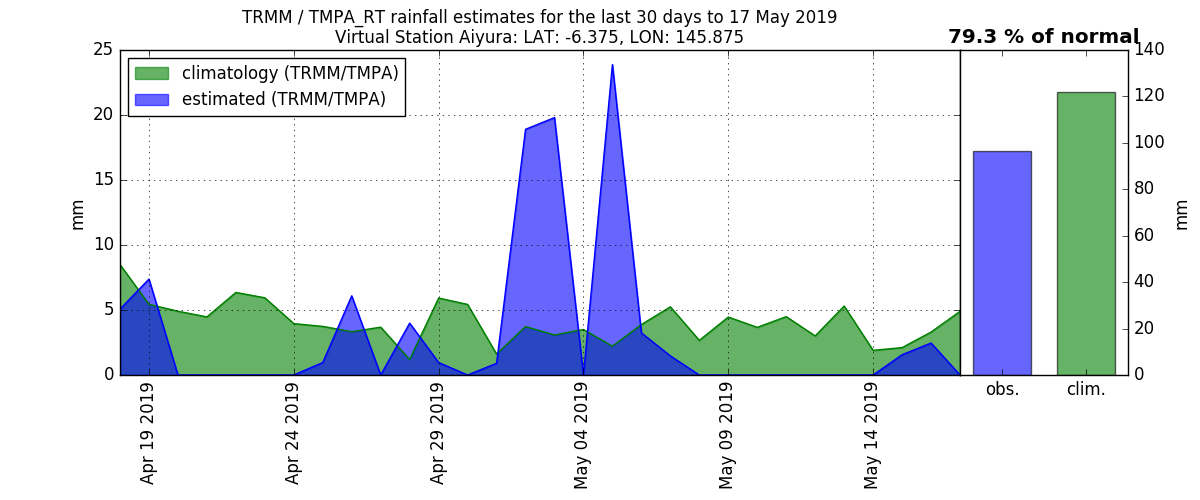 TRMM / TMPA_RT rainfall estimates for the last 30 days to 17 May 2019
Virtual Station Aiyura: LAT: -6.375, LON: 145.875
79.3 % of normal
climatology (TRMM/TMPA)
estimated (TRMM/TMPA)
25
20
15
10
5
0
mm
Apr 19 2019
Apr 24 2019
Apr 29 2019
May 04 2019
May 09 2019
May 14 2019
140
120
100
80
60
40
20
0
mm
obs.
clim.